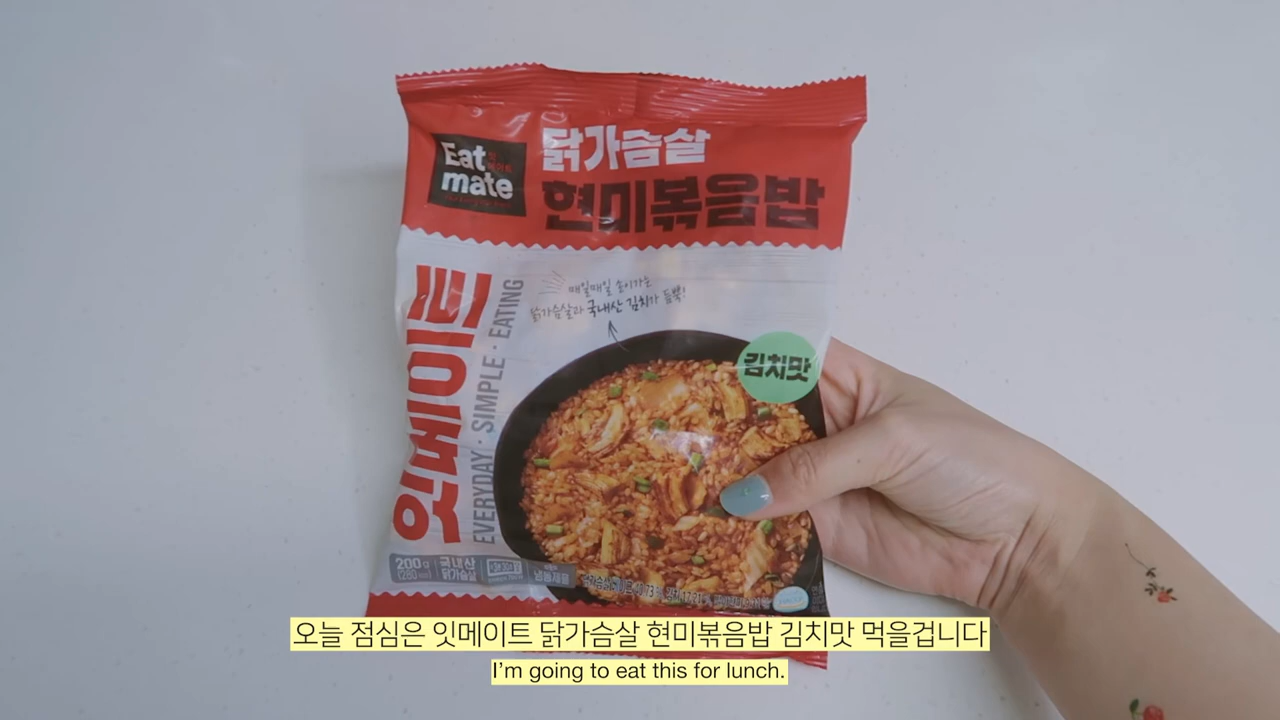 Eat
mate
닭가슴살
현미볶음밥
잇메이트
EVERYDAY · SIMPLE · EATING
매일매일 손이가는
닭가슴살과 국내산 김치가 듬뿍!
김치맛
200g
국내산
닭가슴살
냉동제품
오늘 점심은 잇메이트 닭가슴살 현미볶음밥 김치맛 먹을겁니다
I'm going to eat this for lunch.